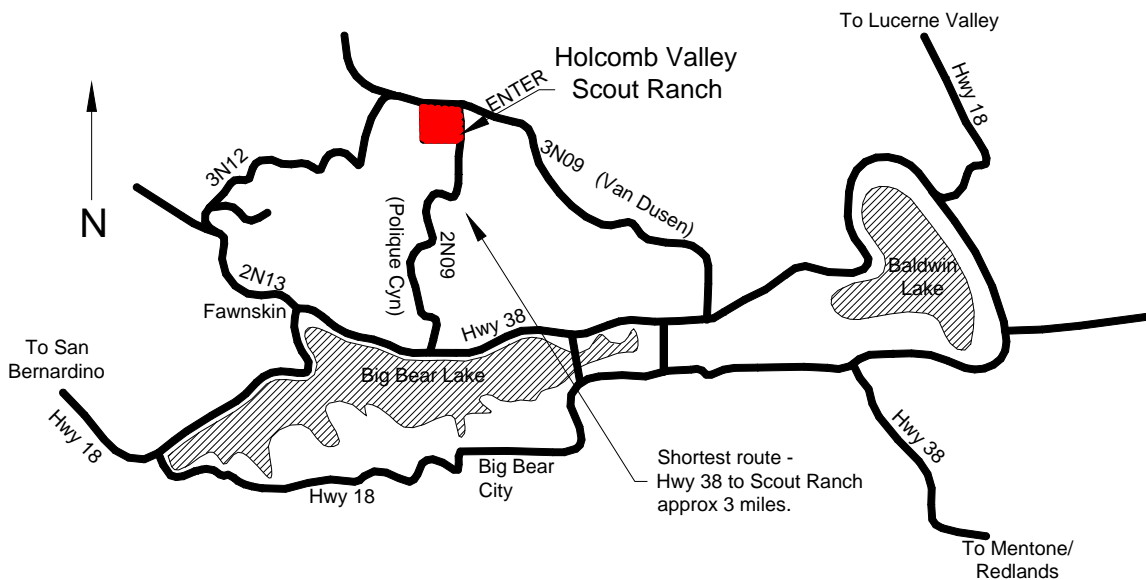 To Lucerne Valley
Hwy 18
Holcomb Valley
Scout Ranch
ENTER
3N12
3N09 (Van Dusen)
N
(Polique Cyn)
2N09
2N13
Fawnskin
Baldwin
Lake
Hwy 38
To San
Bernardino
Big Bear Lake
Hwy 18
Hwy 38
Big Bear
City
Shortest route -
Hwy 38 to Scout Ranch
approx 3 miles.
Hwy 18
To Mentone/
Redlands